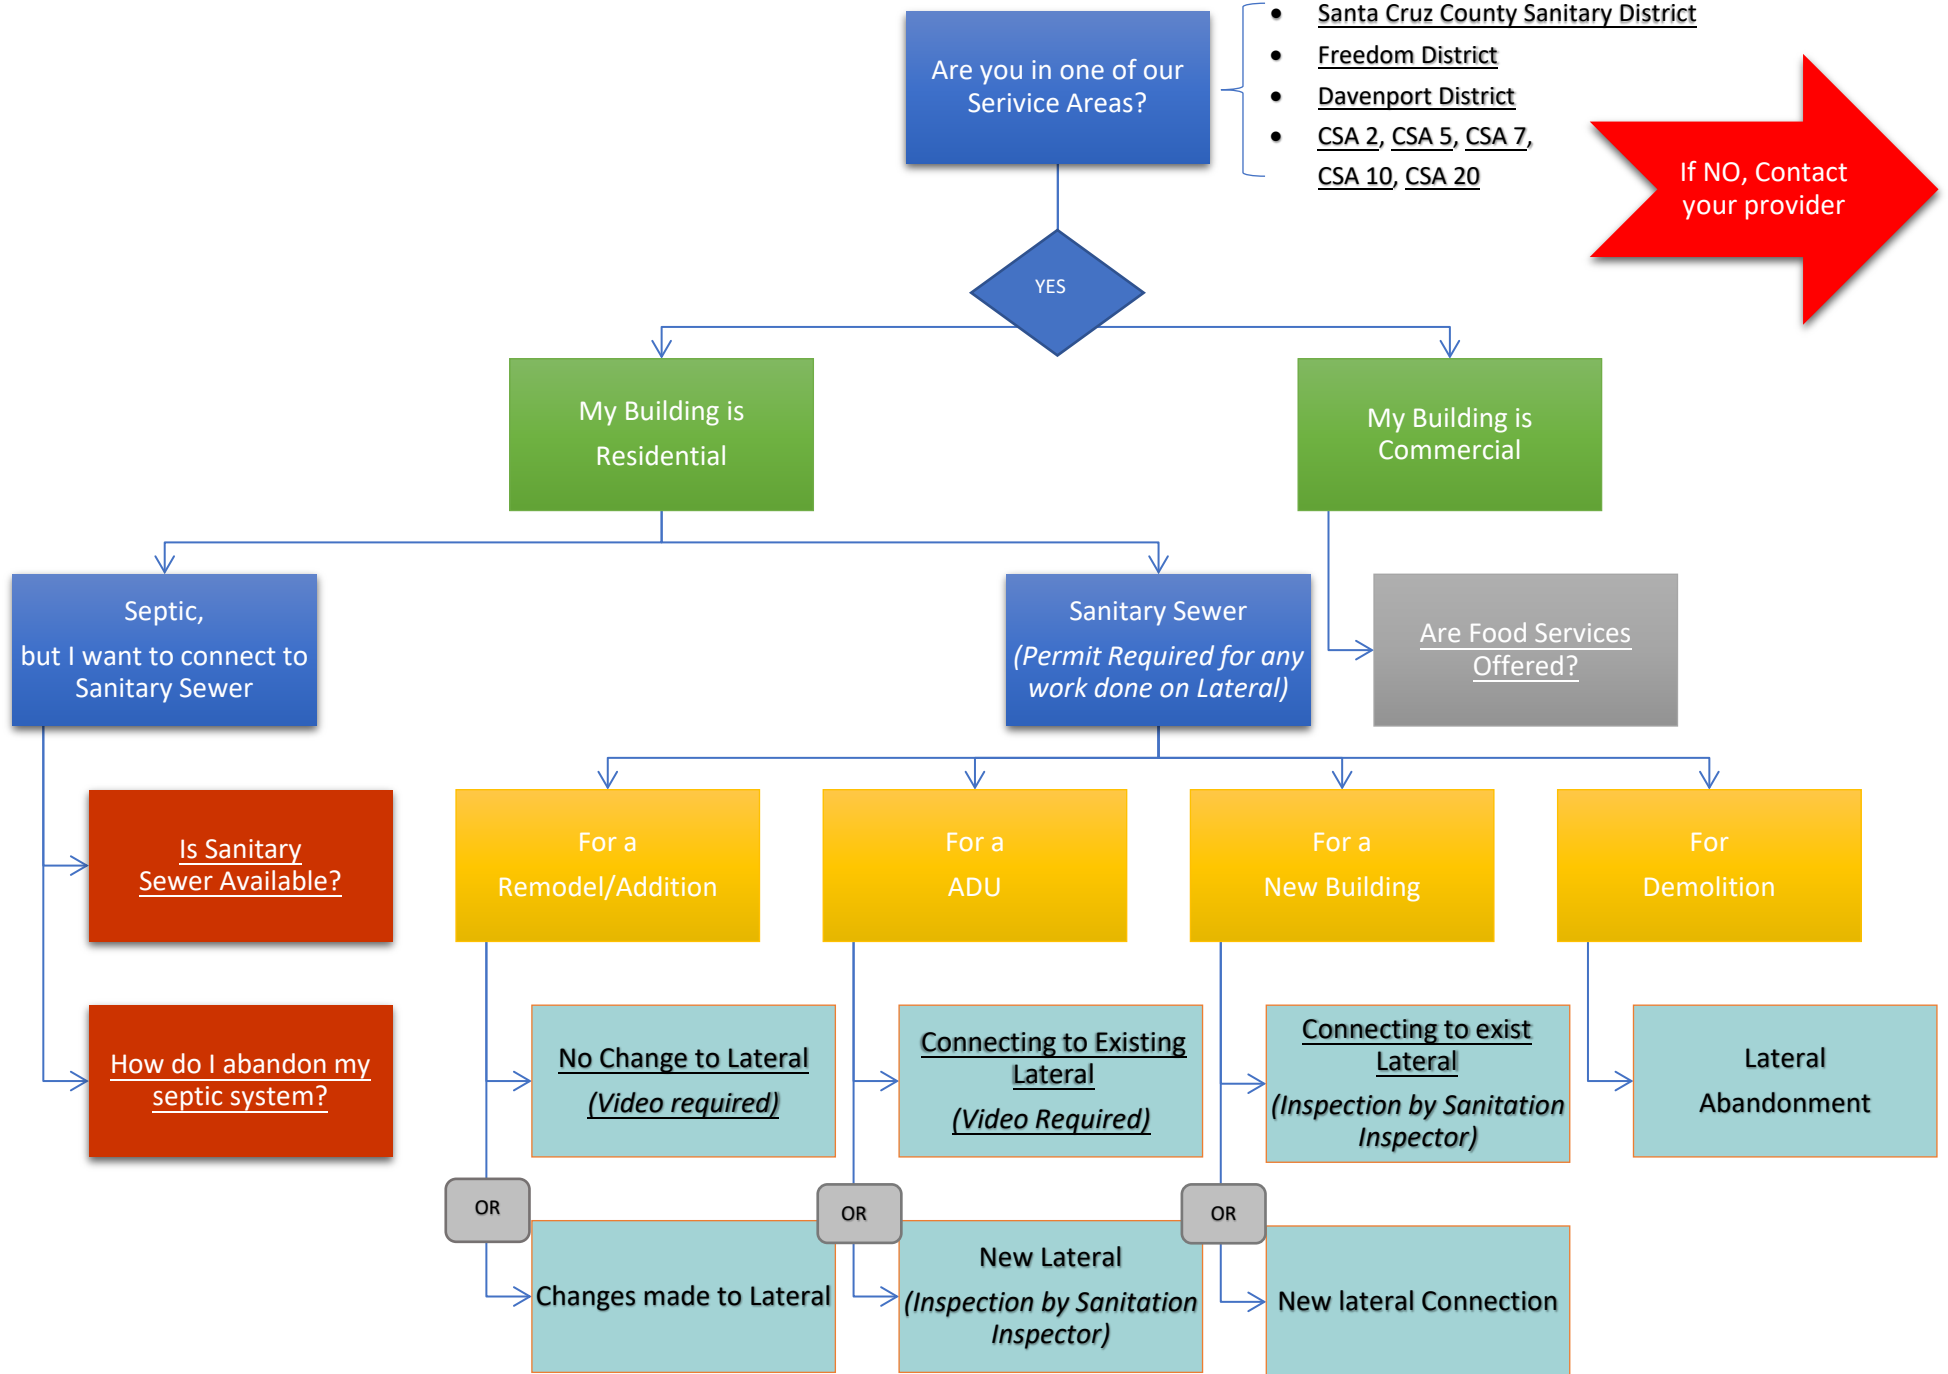 Are you in one of our
Serivice Areas?
• Santa Cruz County Sanitary District
• Freedom District
• Davenport District
• CSA 2, CSA 5, CSA 7,
CSA 10, CSA 20
If NO, Contact
your provider
YES
My Building is
Residential
My Building is
Commercial
Septic,
but I want to connect to
Sanitary Sewer
Sanitary Sewer
(Permit Required for any
work done on Lateral)
Are Food Services
Offered?
Is Sanitary
Sewer Available?
How do I abandon my
septic system?
For a
Remodel/Addition
For a
ADU
For a
New Building
For
Demolition
No Change to Lateral
(Video required)
OR
Changes made to Lateral
Connecting to Existing
Lateral
(Video Required)
OR
New Lateral
(Inspection by Sanitation
Inspector)
Connecting to exist
Lateral
(Inspection by Sanitation
Inspector)
OR
New lateral Connection
Lateral
Abandonment